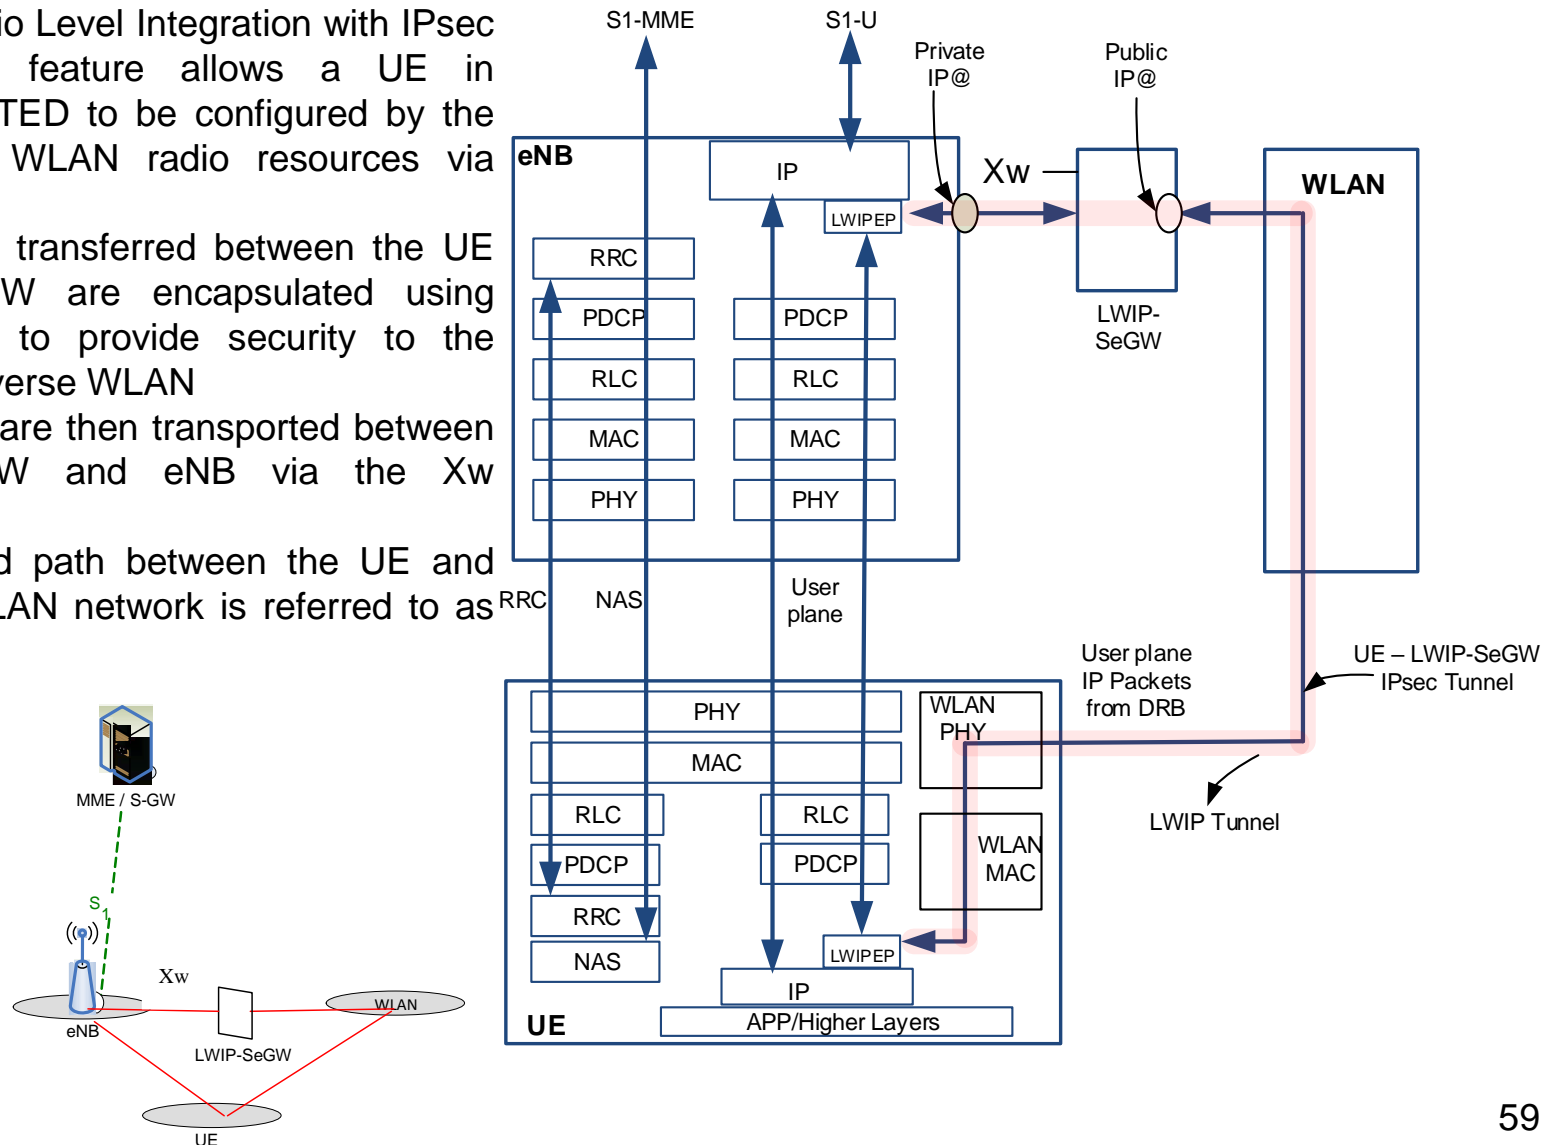 io Level Integration with IPsec
feature allows a UE in
TED to be configured by the
WLAN radio resources via
transferred between the UE
W are encapsulated using
to provide security to the
verse WLAN
are then transported between
W and eNB via the Xw
d path between the UE and
LAN network is referred to as
S1-MME
S1-U
Private
IP@
Public
IP@
eNB
IP
LWIPEP
Xw
WLAN
LWIP-
SeGW
RRC
PDCP
PDCP
RLC
RLC
MAC
MAC
PHY
PHY
RRC
NAS
User
plane
User plane
IP Packets
from DRB
UE – LWIP-SeGW
IPsec Tunnel
LWIP Tunnel
PHY
WLAN
PHY
MAC
RLC
RLC
WLAN
MAC
PDCP
PDCP
RRC
NAS
LWIPEP
IP
UE
APP/Higher Layers
MME / S-GW
S1
Xw
eNB
LWIP-SeGW
WLAN
UE
59